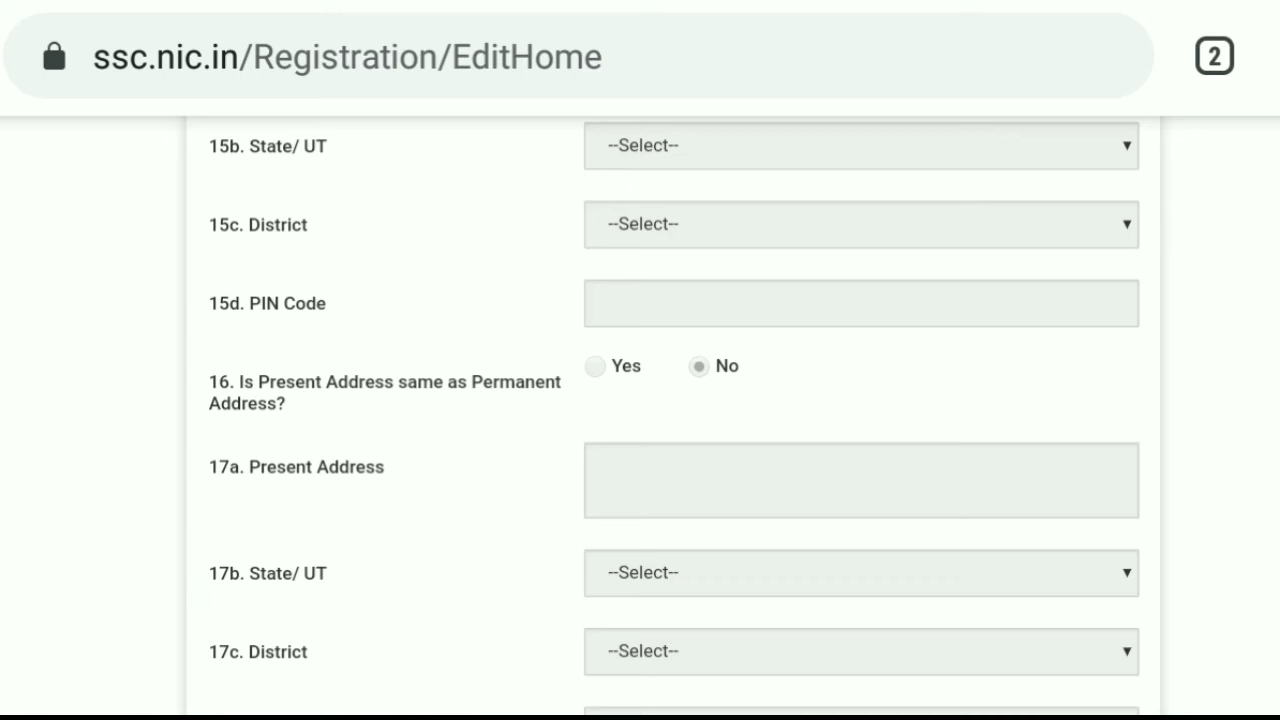 ssc.nic.in/Registration/EditHome
2
15b. State/ UT
--Select--
15c. District
--Select--
15d. PIN Code
Yes
No
16. Is Present Address same as Permanent
Address?
17a. Present Address
17b. State/ UT
--Select--
17c. District
--Select--